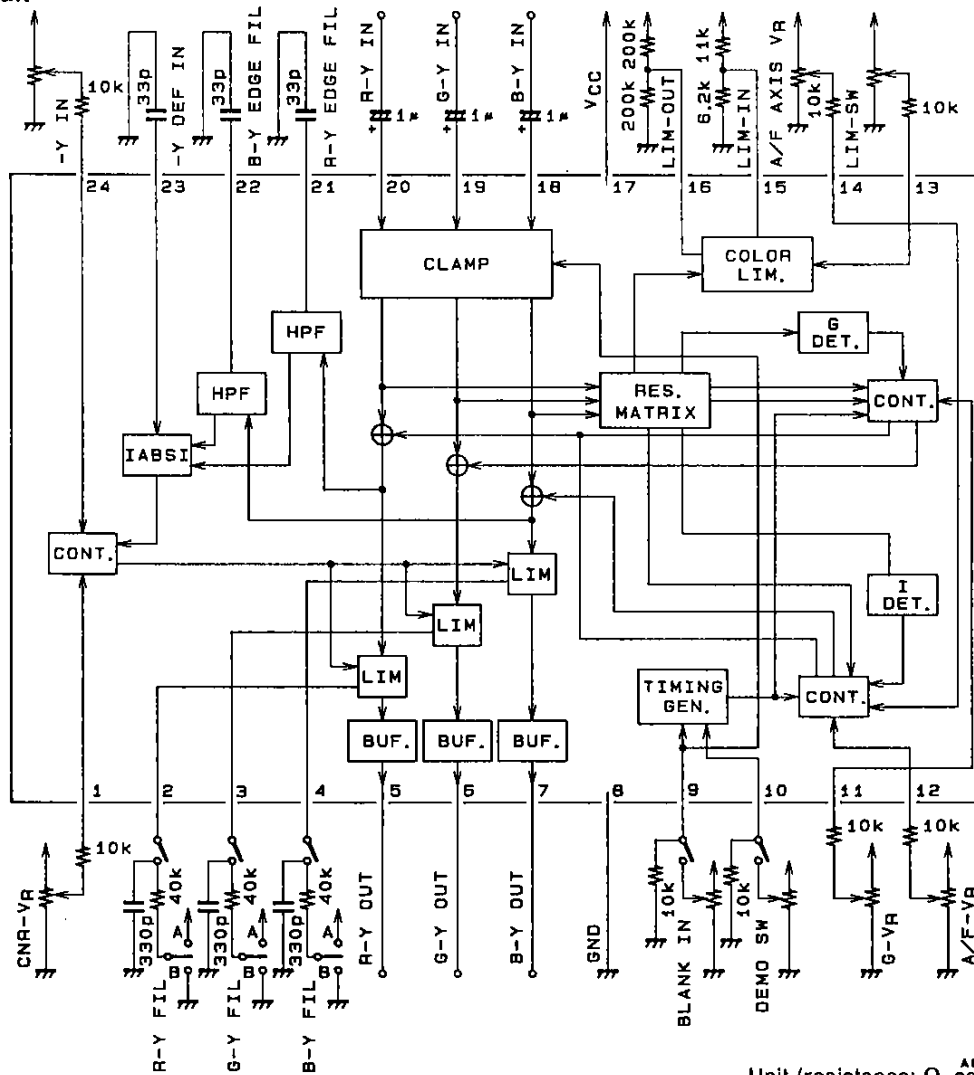 10k
-Y IN
33p
-Y DEF IN
33p
B-Y EDGE FIL
33p
R-Y EDGE FIL
R-Y IN
+ 1μ
G-Y IN
+ 1μ
B-Y IN
+ 1μ
VCC
200k 200k
LIM-OUT
6.2k 11k
LIM-IN
A/F AXIS VR
10k
LIM-SW
10k
24 23 22 21 20 19 18 17 16 15 14 13
CLAMP
COLOR
LIM.
HPF
G
DET.
HPF
RES.
MATRIX
CONT.
IABSI
CONT.
LIM
I
DET.
LIM
LIM
TIMING
GEN.
CONT.
BUF. BUF. BUF.
1 2 3 4 5 6 7 8 9 10 11 12
10k
CNR-VR
330p
40k
A
B
R-Y FIL
330p
40k
A
B
G-Y FIL
330p
40k
A
B
B-Y FIL
R-Y OUT
G-Y OUT
B-Y OUT
GND
10k
BLANK IN
10k
DEMO SW
10k
G-VR
10k
A/F-VR
Unit (resistance: Ω,